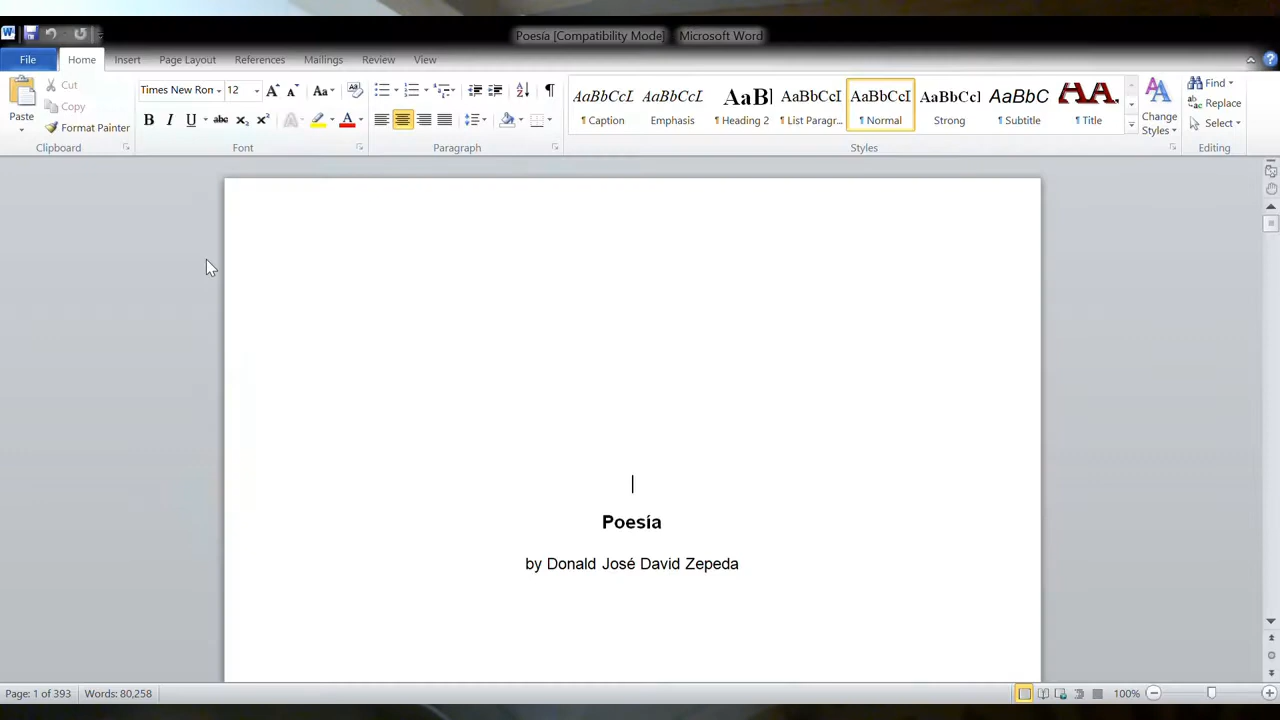 Poesía [Compatibility Mode] - Microsoft Word
File Home Insert Page Layout References Mailings Review View
Cut
Copy
Format Painter
Paste
Clipboard
Times New Ron 12
Font
Paragraph
AaBbCcI AaBbCcI AaBl AaBbCcI AaBbCcI AaBbCcl AaBbC AA.
¶ Caption Emphasis ¶ Heading 2 ¶ List Paragr... ¶ Normal Strong ¶ Subtitle ¶ Title
Change
Styles
Styles
Find
Replace
Select
Editing
Poesía
by Donald José David Zepeda
Page: 1 of 393 Words: 80,258 100%